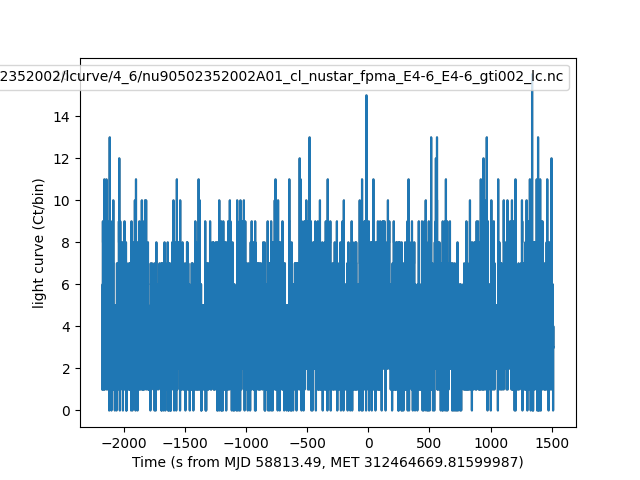 2352002/lcurve/4_6/nu90502352002A01_cl_nustar_fpma_E4-6_E4-6_gti002_lc.nc
14
12
10
8
6
4
2
0
light curve (Ct/bin)
−2000 −1500 −1000 −500 0 500 1000 1500
Time (s from MJD 58813.49, MET 312464669.81599987)